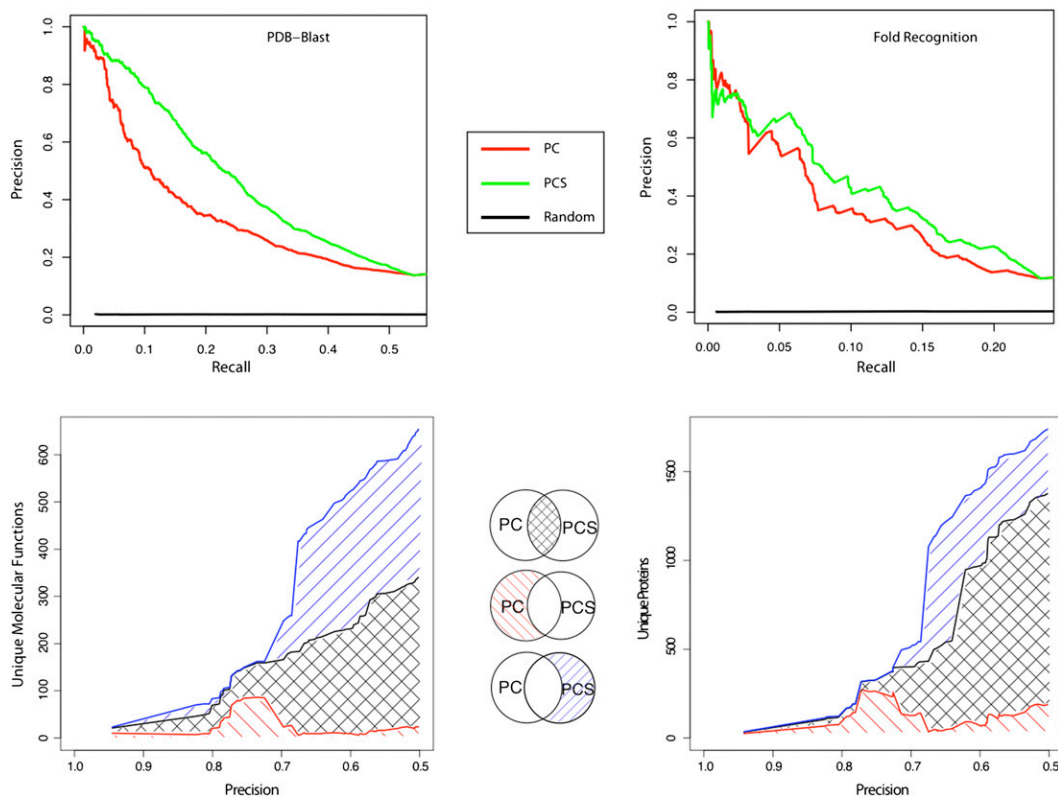 PDB-Blast
Precision
1.0
0.8
0.6
0.4
0.2
0.0
0.0 0.1 0.2 0.3 0.4 0.5
Recall
PC
PCS
Random
Fold Recognition
Precision
1.0
0.8
0.6
0.4
0.2
0.0
0.00 0.05 0.10 0.15 0.20
Recall
Unique Molecular Functions
600
500
400
300
200
100
0
1.0 0.9 0.8 0.7 0.6 0.5
Precision
PC PCS
PC PCS
PC PCS
Unique Proteins
1500
1000
500
0
1.0 0.9 0.8 0.7 0.6 0.5
Precision